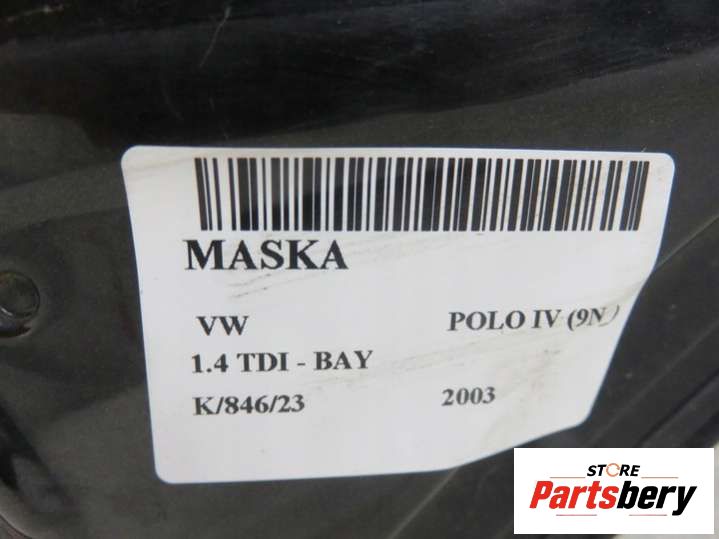 MASKA
VW POLO IV (9N)
1.4 TDI - BAY
K/846/23 2003
STORE
Partsbery